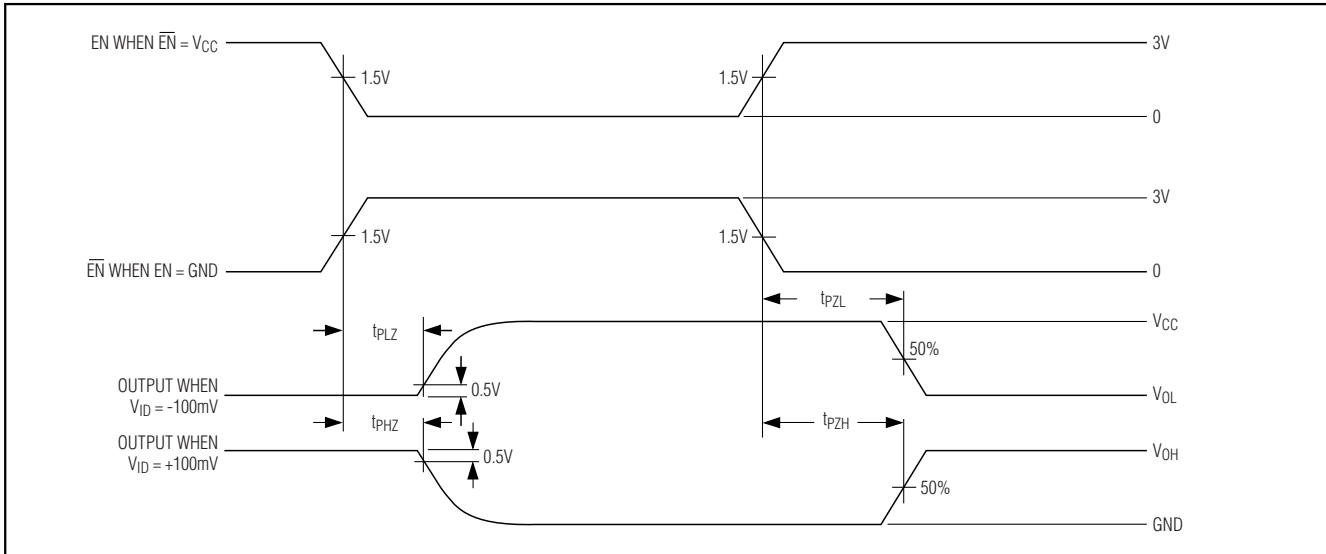 EN WHEN E̅N̅ = VCC
3V
1.5V
1.5V
0
3V
1.5V
1.5V
E̅N̅ WHEN EN = GND
0
tPZL
VCC
tPLZ
50%
OUTPUT WHEN
VID = -100mV
0.5V
VOL
tPHZ
tPZH
OUTPUT WHEN
VID = +100mV
0.5V
VOH
50%
GND